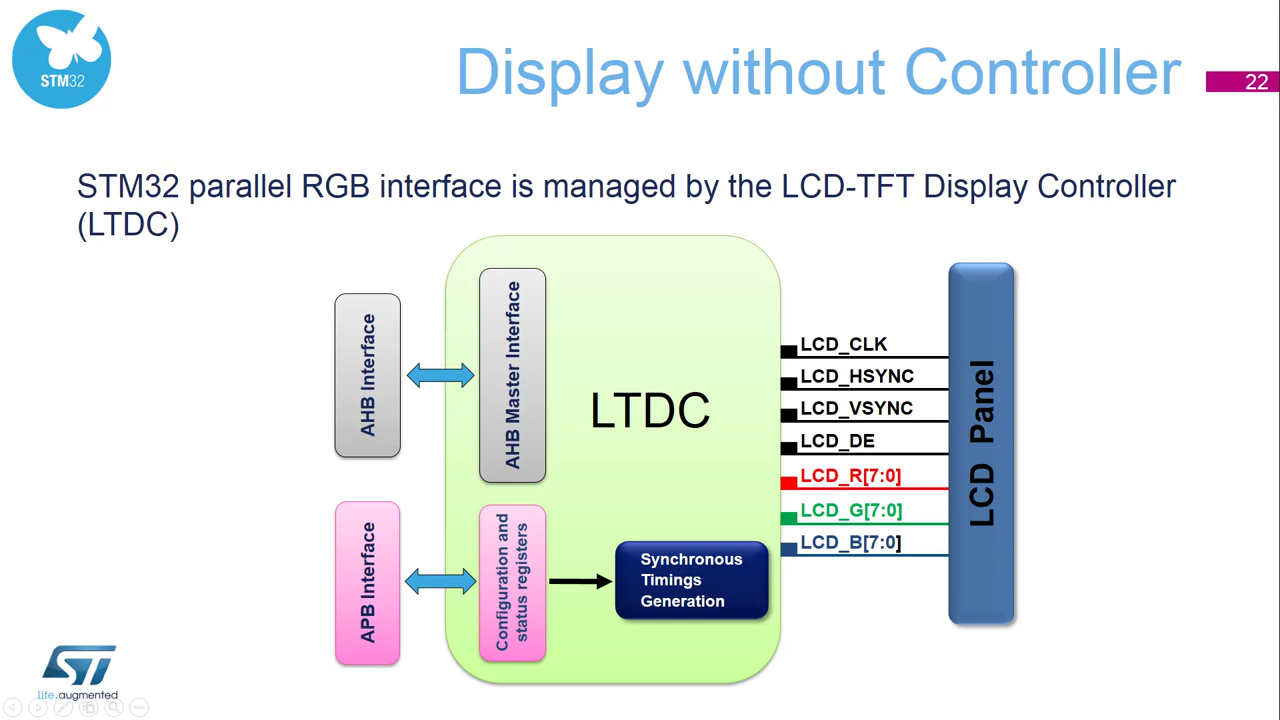 STM32
Display without Controller
22
STM32 parallel RGB interface is managed by the LCD-TFT Display Controller
(LTDC)
AHB Interface
AHB Master Interface
LTDC
LCD_CLK
LCD_HSYNC
LCD_VSYNC
LCD_DE
LCD_R[7:0]
LCD_G[7:0]
LCD_B[7:0]
LCD Panel
APB Interface
Configuration and
status registers
Synchronous
Timings
Generation
ST
life.augmented